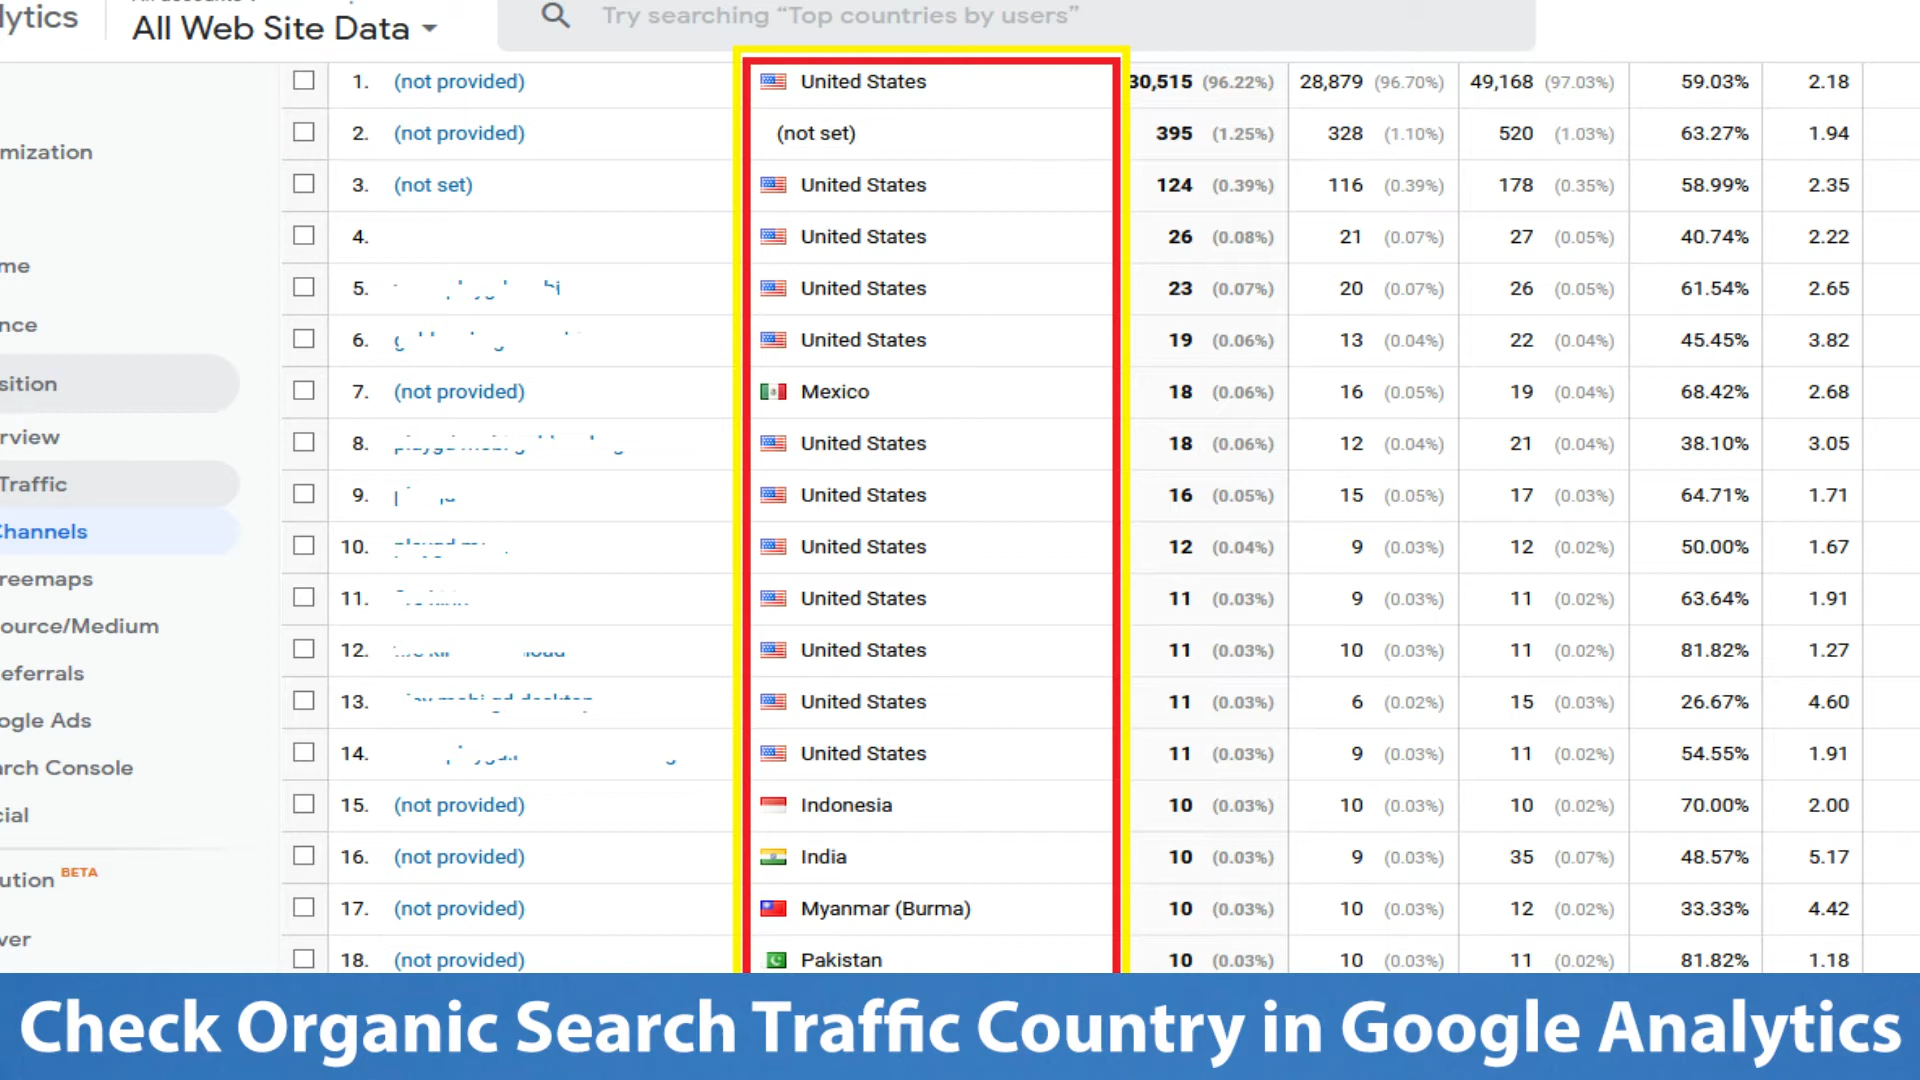 lytics
All Web Site Data
Try searching “Top countries by users”
mization
me
nce
sition
rview
Traffic
Channels
reemaps
ource/Medium
eferrals
ogle Ads
arch Console
cial
ution BETA
ver
1. (not provided) United States 30,515 (96.22%) 28,879 (96.70%) 49,168 (97.03%) 59.03% 2.18
2. (not provided) (not set) 395 (1.25%) 328 (1.10%) 520 (1.03%) 63.27% 1.94
3. (not set) United States 124 (0.39%) 116 (0.39%) 178 (0.35%) 58.99% 2.35
4. United States 26 (0.08%) 21 (0.07%) 27 (0.05%) 40.74% 2.22
5. United States 23 (0.07%) 20 (0.07%) 26 (0.05%) 61.54% 2.65
6. United States 19 (0.06%) 13 (0.04%) 22 (0.04%) 45.45% 3.82
7. (not provided) Mexico 18 (0.06%) 16 (0.05%) 19 (0.04%) 68.42% 2.68
8. United States 18 (0.06%) 12 (0.04%) 21 (0.04%) 38.10% 3.05
9. United States 16 (0.05%) 15 (0.05%) 17 (0.03%) 64.71% 1.71
10. United States 12 (0.04%) 9 (0.03%) 12 (0.02%) 50.00% 1.67
11. United States 11 (0.03%) 9 (0.03%) 11 (0.02%) 63.64% 1.91
12. United States 11 (0.03%) 10 (0.03%) 11 (0.02%) 81.82% 1.27
13. United States 11 (0.03%) 6 (0.02%) 15 (0.03%) 26.67% 4.60
14. United States 11 (0.03%) 9 (0.03%) 11 (0.02%) 54.55% 1.91
15. (not provided) Indonesia 10 (0.03%) 10 (0.03%) 10 (0.02%) 70.00% 2.00
16. (not provided) India 10 (0.03%) 9 (0.03%) 35 (0.07%) 48.57% 5.17
17. (not provided) Myanmar (Burma) 10 (0.03%) 10 (0.03%) 12 (0.02%) 33.33% 4.42
18. (not provided) Pakistan 10 (0.03%) 10 (0.03%) 11 (0.02%) 81.82% 1.18
Check Organic Search Traffic Country in Google Analytics